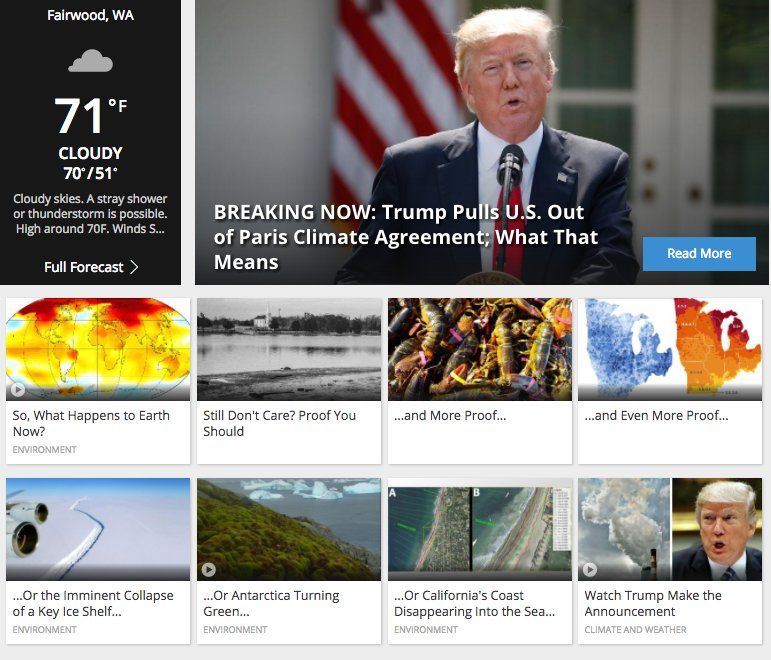 Fairwood, WA
71°F
CLOUDY
70°/51°
Cloudy skies. A stray shower
or thunderstorm is possible.
High around 70F. Winds S...
Full Forecast
BREAKING NOW: Trump Pulls U.S. Out
of Paris Climate Agreement; What That
Means
Read More
So, What Happens to Earth
Now?
ENVIRONMENT
Still Don't Care? Proof You
Should
...and More Proof...
...and Even More Proof...
A
B
...Or the Imminent Collapse
of a Key Ice Shelf...
ENVIRONMENT
...Or Antarctica Turning
Green...
ENVIRONMENT
...Or California's Coast
Disappearing Into the Sea...
ENVIRONMENT
Watch Trump Make the
Announcement
CLIMATE AND WEATHER